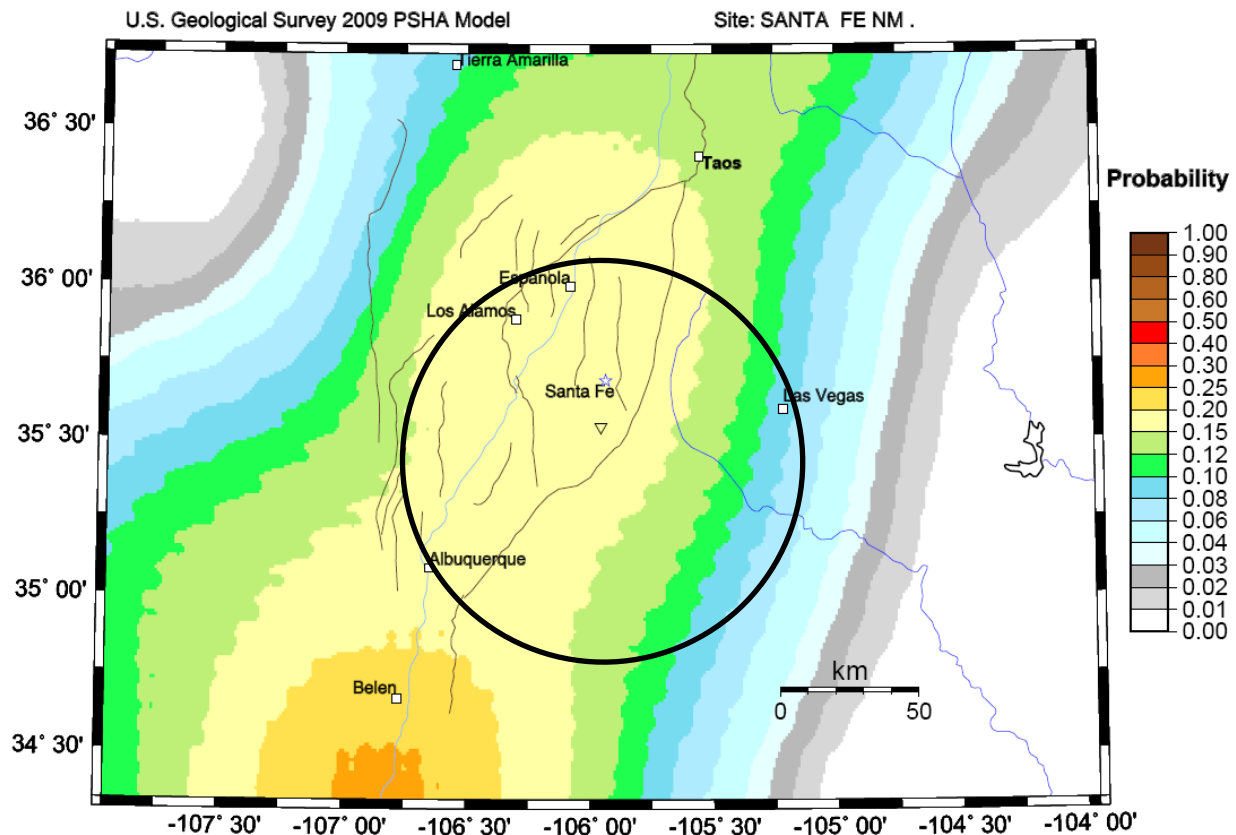 U.S. Geological Survey 2009 PSHA Model
Site: SANTA FE NM .
Tierra Amarilla
36° 30'
Taos
Probability
1.00
0.90
0.80
0.60
0.50
0.40
0.30
0.25
0.20
0.15
0.12
0.10
0.08
0.06
0.04
0.03
0.02
0.01
0.00
36° 00'
Espanola
Los Alamos
Santa Fe
Las Vegas
35° 30'
Albuquerque
35° 00'
km
0 50
Belen
34° 30'
-107° 30' -107° 00' -106° 30' -106° 00' -105° 30' -105° 00' -104° 30' -104° 00'